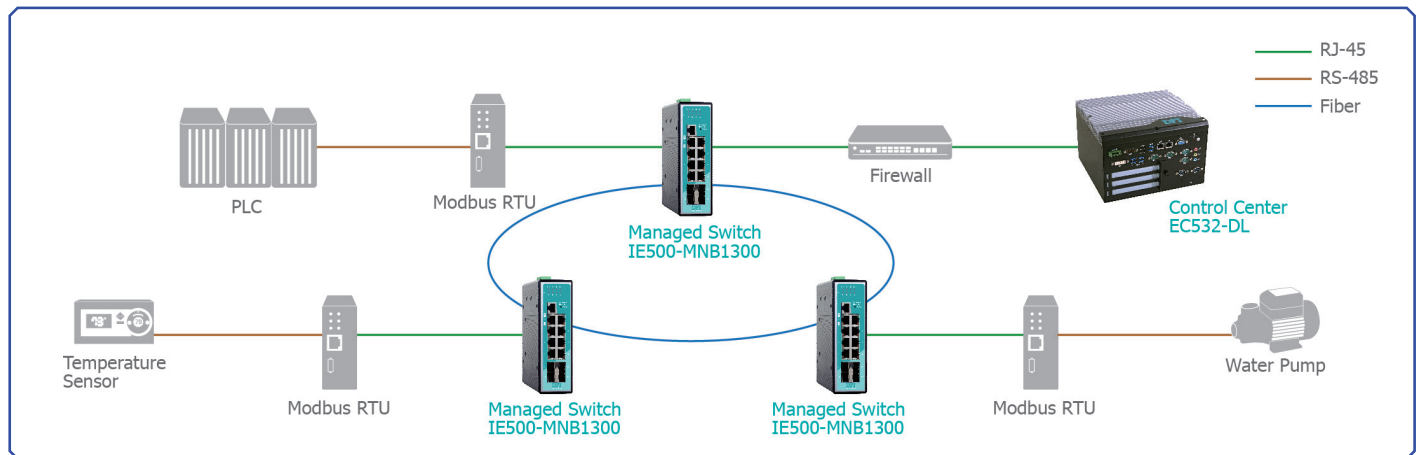 RJ-45
RS-485
Fiber
PLC
Modbus RTU
Managed Switch
IE500-MNB1300
Firewall
Control Center
EC532-DL
Temperature
Sensor
Modbus RTU
Managed Switch
IE500-MNB1300
Managed Switch
IE500-MNB1300
Modbus RTU
Water Pump